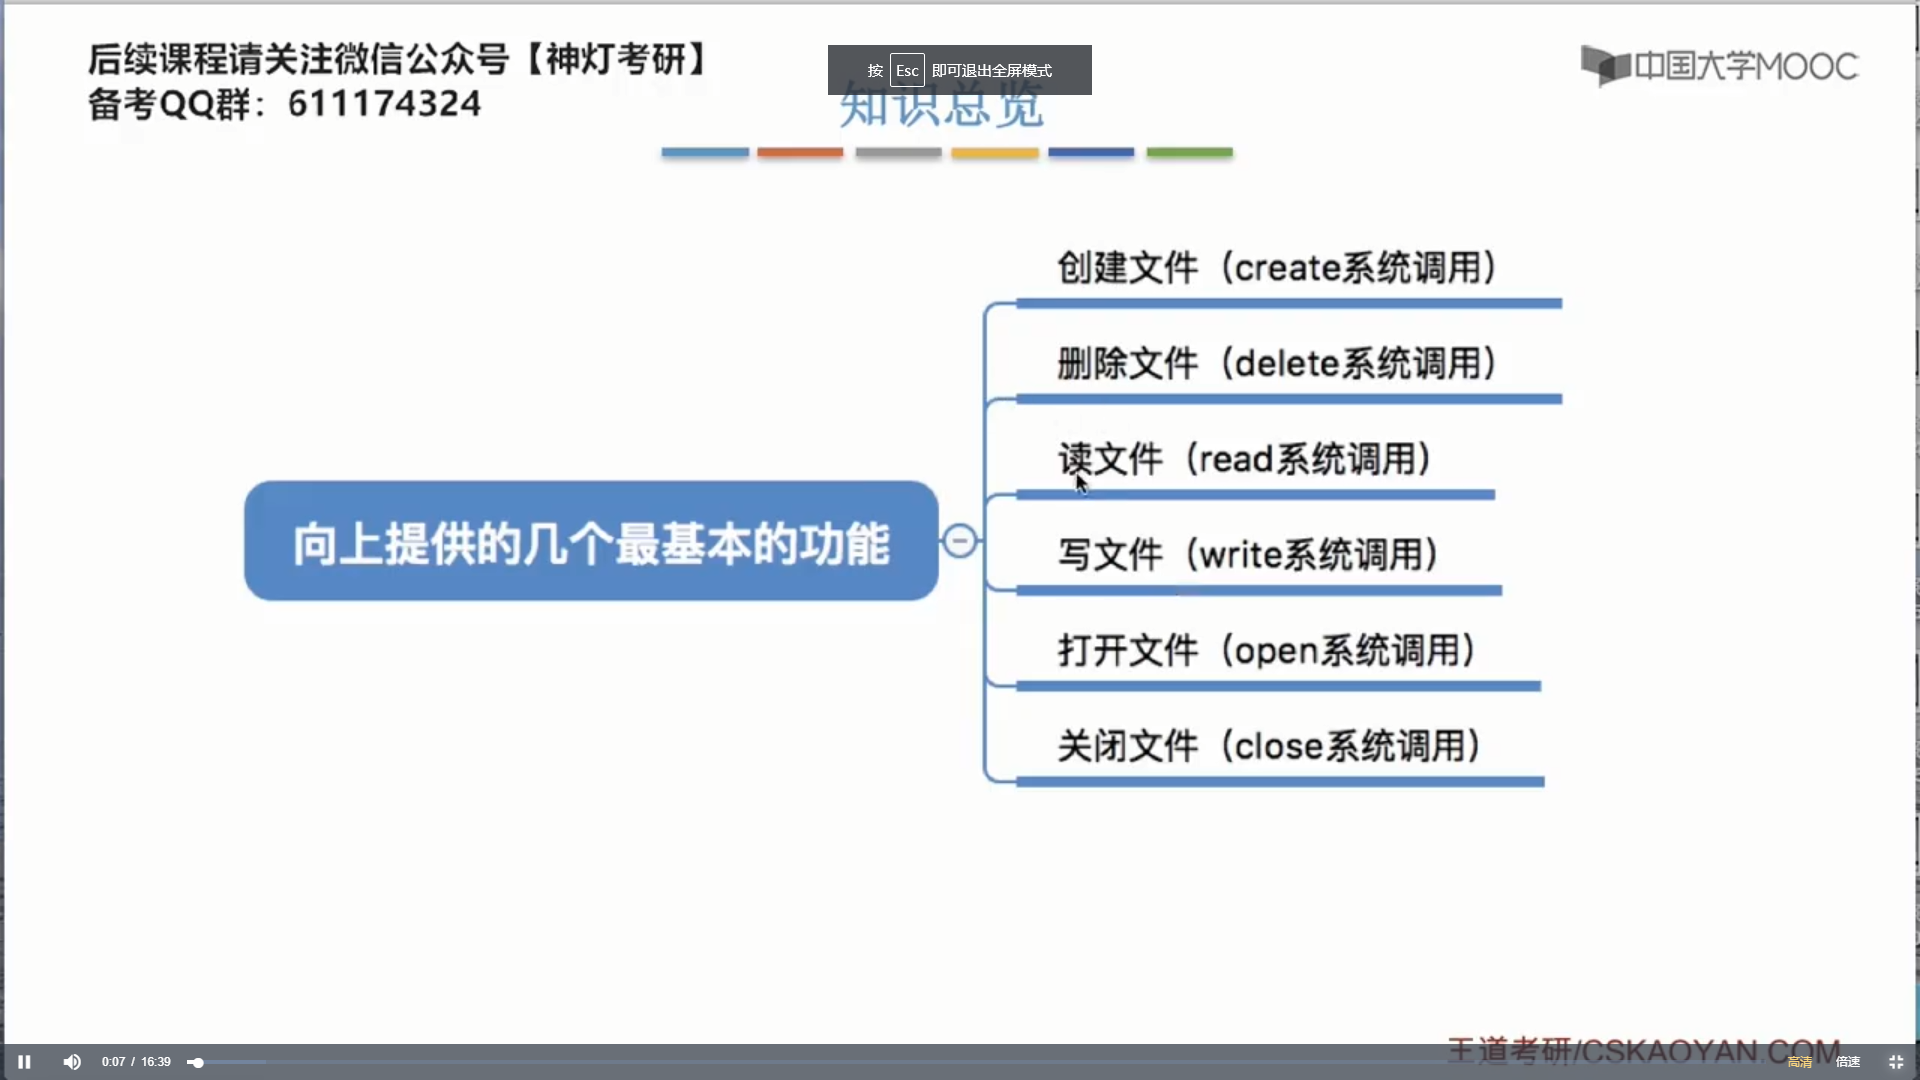 后续课程请关注微信公众号【神灯考研】
备考QQ群：611174324
按 Esc 即可退出全屏模式
中国大学MOOC
知识总览
创建文件（create系统调用）
删除文件（delete系统调用）
读文件（read系统调用）
向上提供的几个最基本的功能
写文件（write系统调用）
打开文件（open系统调用）
关闭文件（close系统调用）
王道考研/CSKAOYAN.COM
0:07 / 16:39
高清
倍速